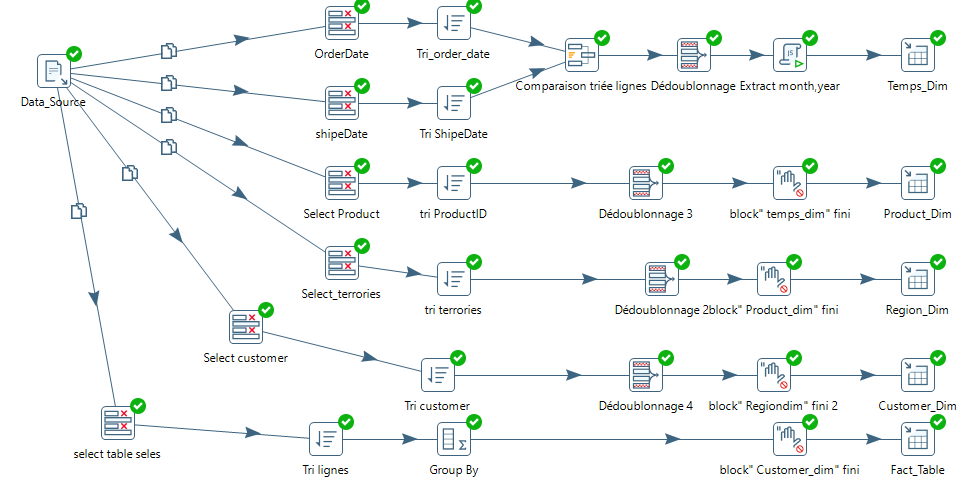 OrderDate
Tri_order_date
Data_Source
Comparaison triée lignes
Dédoublonnage
Extract month,year
Temps_Dim
shipeDate
Tri ShipeDate
Select Product
tri ProductID
Dédoublonnage 3
block" temps_dim" fini
Product_Dim
Select_terrories
tri terrories
Dédoublonnage 2
block" Product_dim" fini
Region_Dim
Select customer
Tri customer
Dédoublonnage 4
block" Regiondim" fini 2
Customer_Dim
select table seles
Tri lignes
Group By
block" Customer_dim" fini
Fact_Table